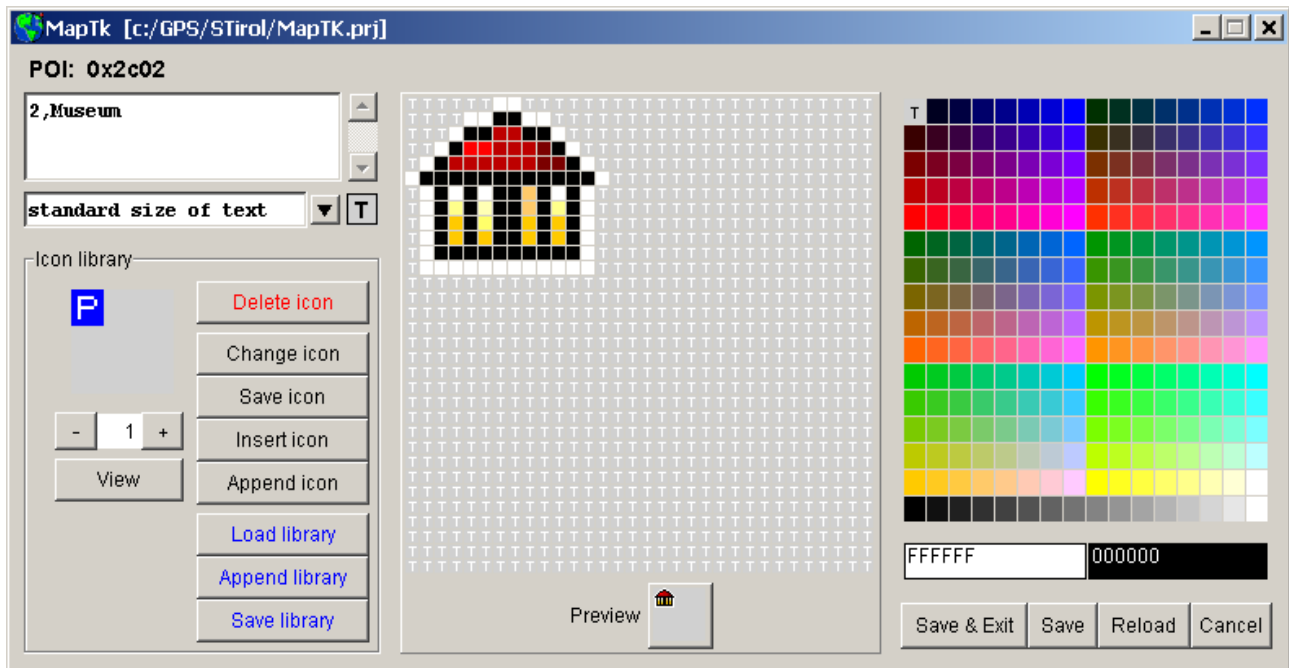 MapTk [c:/GPS/STirol/MapTK.prj]
POI: 0x2c02
2,Museum
standard size of text
T
Icon library
P
Delete icon
Change icon
Save icon
- 1 +
Insert icon
View
Append icon
Load library
Append library
Save library
Preview
T
FFFFFF
000000
Save & Exit
Save
Reload
Cancel